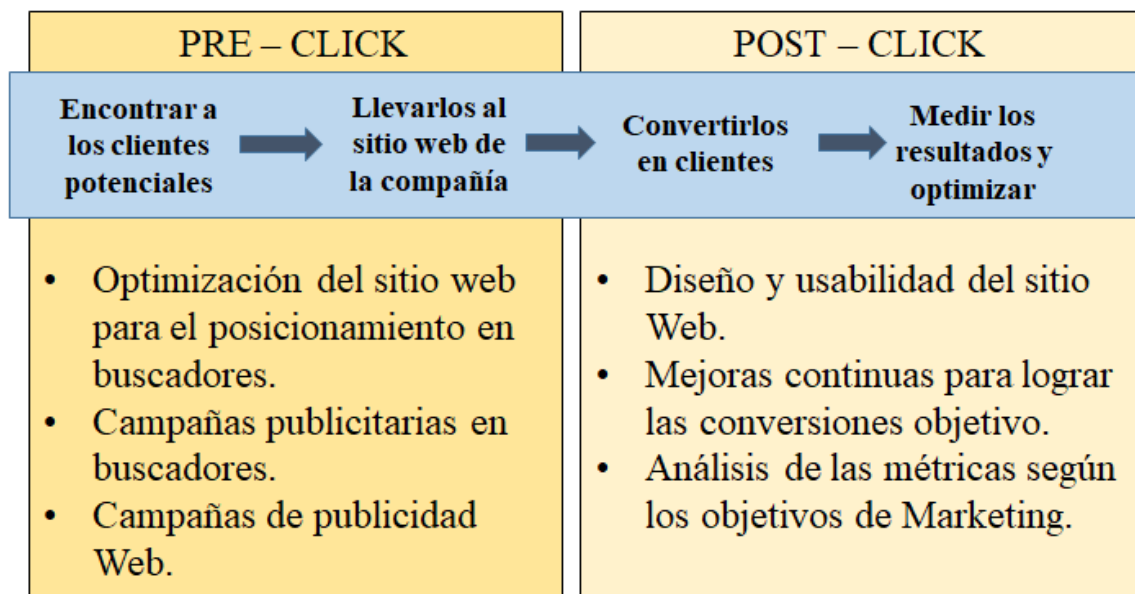 PRE – CLICK
POST – CLICK
Encontrar a
los clientes
potenciales
Llevarlos al
sitio web de
la compañía
Convertirlos
en clientes
Medir los
resultados y
optimizar
• Optimización del sitio web
para el posicionamiento en
buscadores.
• Campañas publicitarias en
buscadores.
• Campañas de publicidad
Web.
• Diseño y usabilidad del sitio
Web.
• Mejoras continuas para lograr
las conversiones objetivo.
• Análisis de las métricas según
los objetivos de Marketing.